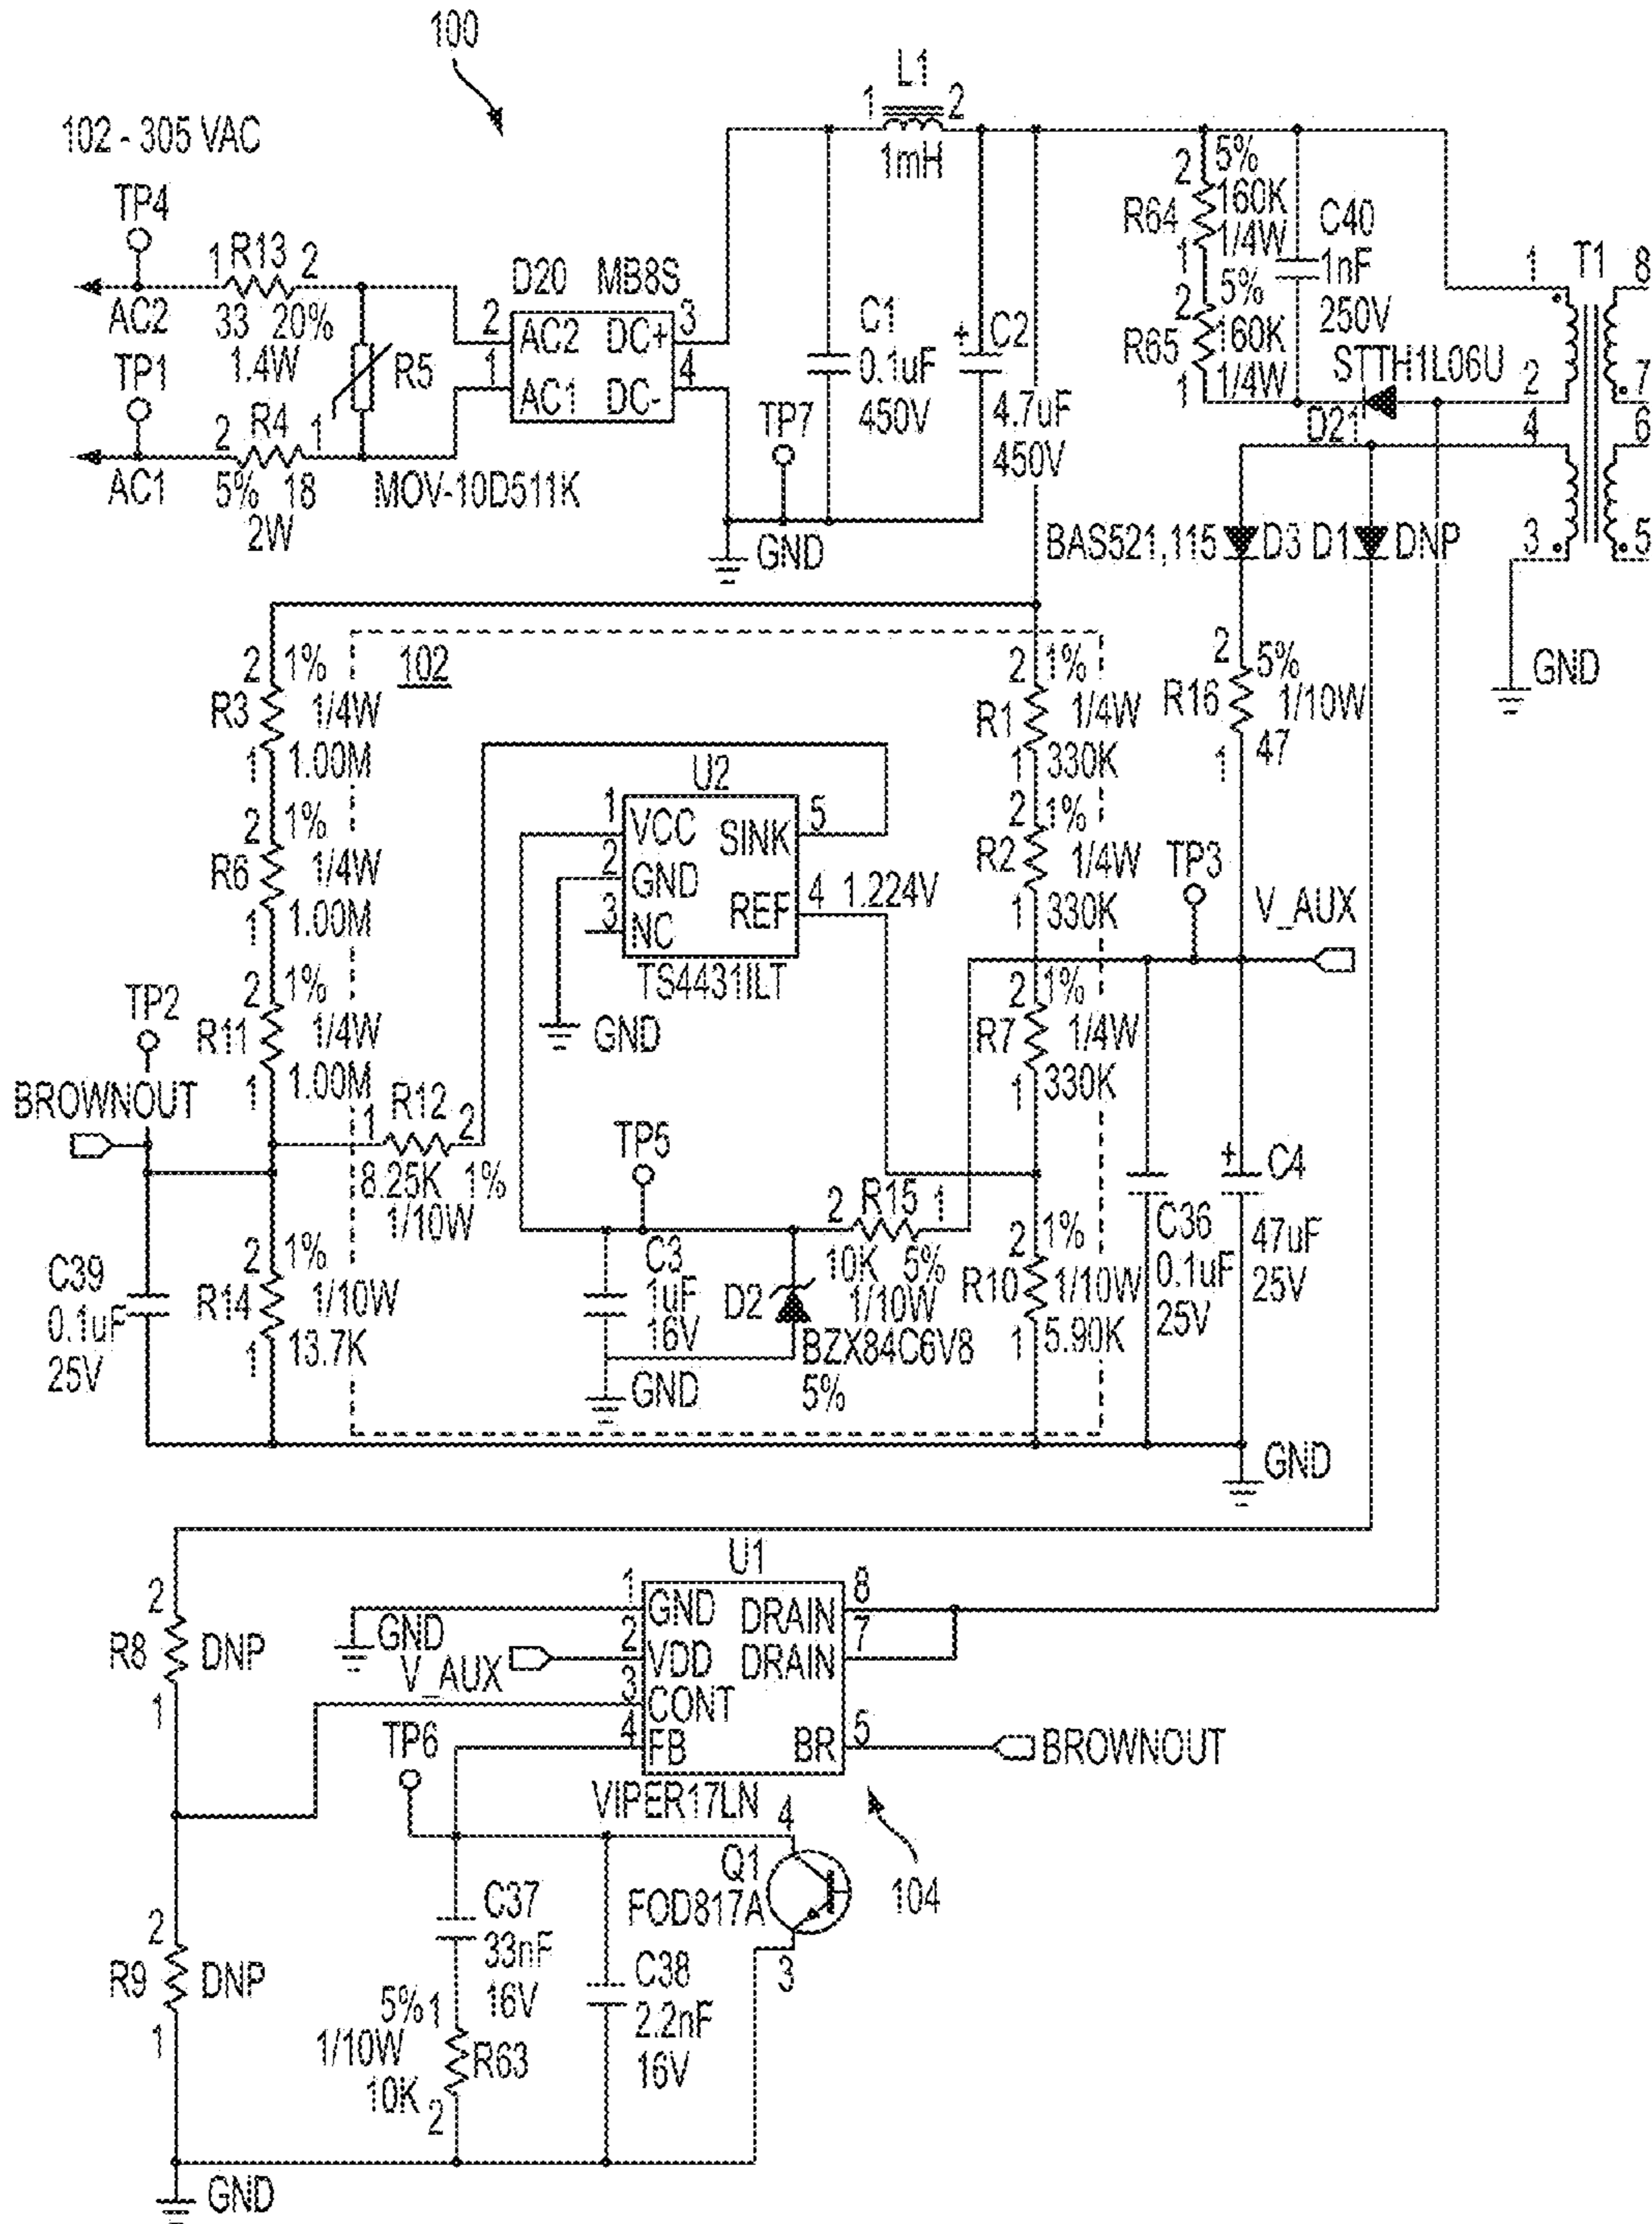 100
102 - 305 VAC
TP4
1 R13 2
AC2
33 20%
1.4W
TP1
2 R4 1
AC1
5% 18
2W
R5
MOV-10D511K
D20 MB8S
2 AC2 DC+ 3
1 AC1 DC- 4
L1
1 2
1mH
C1
0.1uF
450V
+ C2
4.7uF
450V
TP7
GND
2 5%
R64 160K
1/4W
1
2 5%
R65 160K
1/4W
1
C40
1nF
250V
STTH1L06U
D21
T1
1 8
2 7
4 6
3 5
BAS521,115 D3 D1 DNP
GND
102
2 1%
R3 1/4W
1 1.00M
2 1%
R6 1/4W
1 1.00M
2 1%
R11 1/4W
1 1.00M
TP2
BROWNOUT
1 R12 2
8.25K 1%
1/10W
C39
0.1uF
25V
2 1%
R14 1/10W
1 13.7K
U2
1 VCC SINK 5
2 GND
3 NC REF 4 1.224V
TS4431ILT
GND
TP5
C3
1uF
16V
D2
BZX84C6V8
5%
GND
2 R15 1
10K 5%
1/10W
2 1%
R1 1/4W
1 330K
2 1%
R2 1/4W
1 330K
2 1%
R7 1/4W
1 330K
2 1%
R10 1/10W
1 5.90K
2 5%
R16 1/10W
1 47
TP3
V_AUX
C36
0.1uF
25V
+ C4
47uF
25V
GND
U1
1 GND DRAIN 8
2 VDD DRAIN 7
3 CONT
4 FB BR 5
VIPER17LN
GND
V_AUX
BROWNOUT
104
2
R8 DNP
1
2
R9 DNP
1
TP6
C37
33nF
16V
5% 1
1/10W R63
10K 2
C38
2.2nF
16V
4
Q1
FOD817A
3
GND